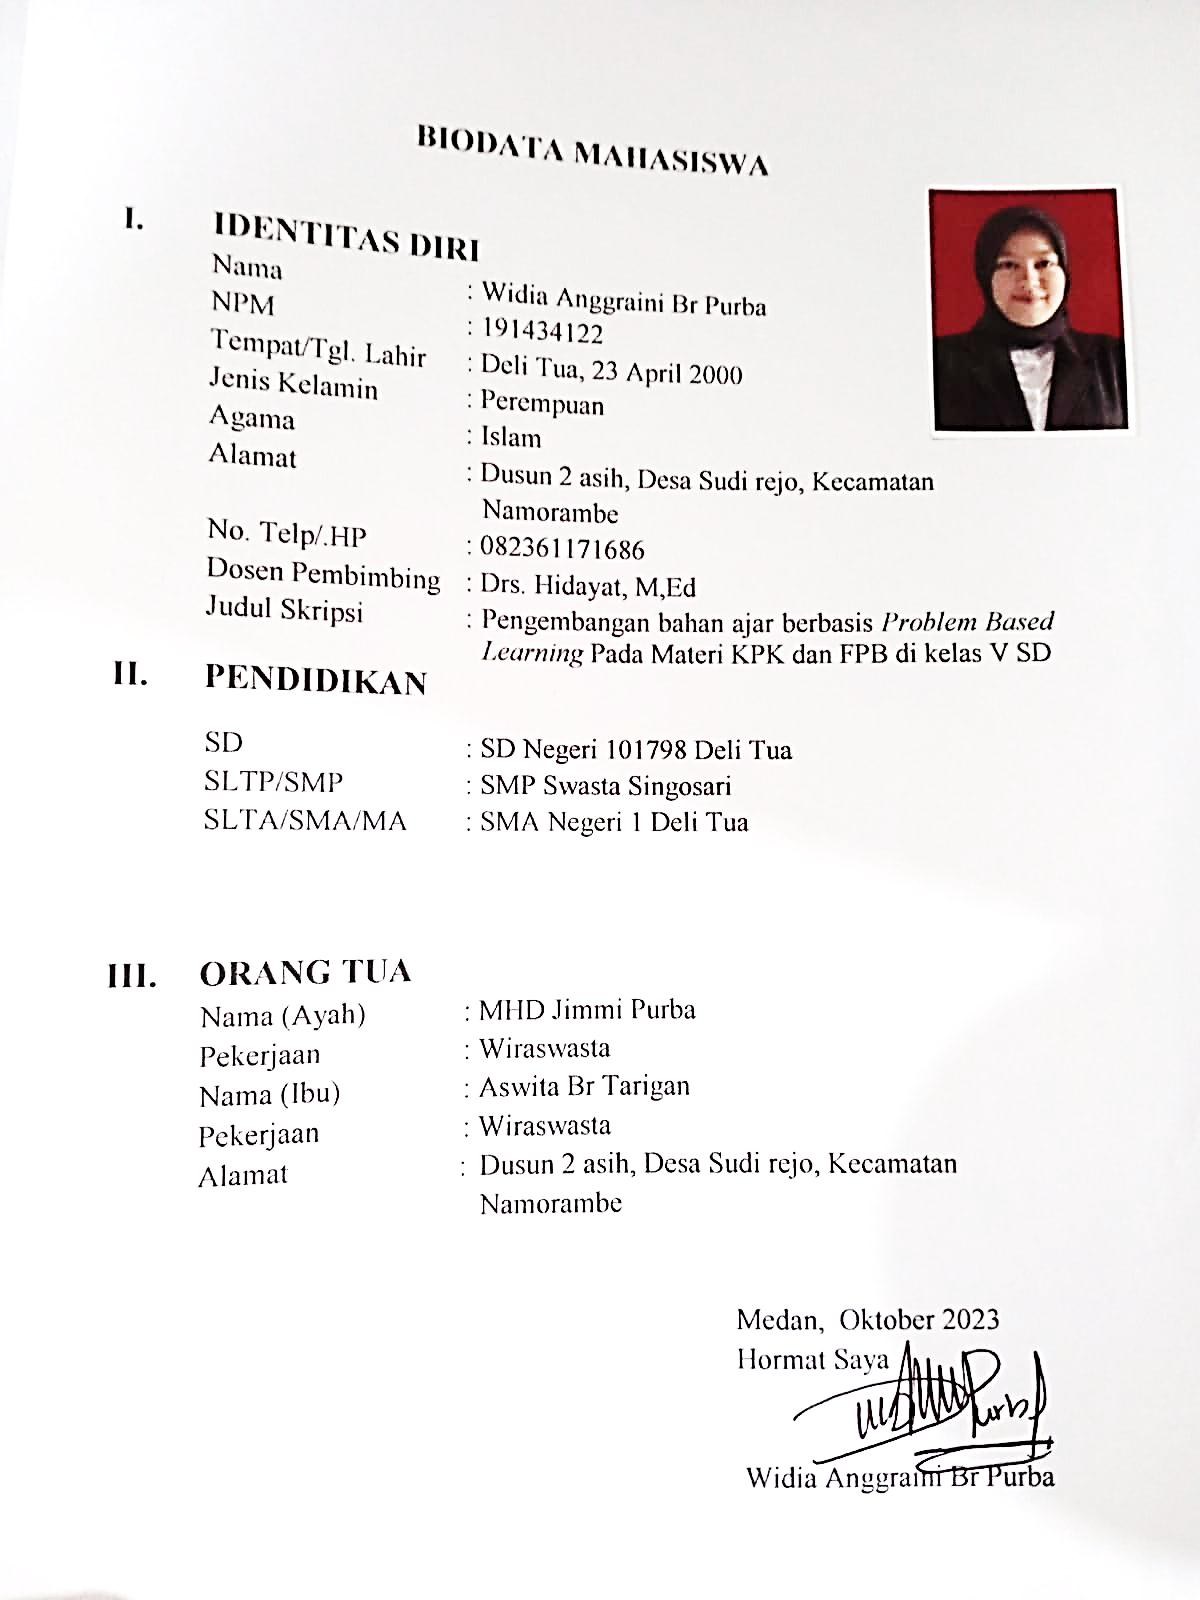 BIODATA MAHASISWA
I. IDENTITAS DIRI
Nama : Widia Anggraini Br Purba
NPM : 191434122
Tempat/Tgl. Lahir : Deli Tua, 23 April 2000
Jenis Kelamin : Perempuan
Agama : Islam
Alamat : Dusun 2 asih, Desa Sudi rejo, Kecamatan
Namorambe
No. Telp/.HP : 082361171686
Dosen Pembimbing : Drs. Hidayat, M,Ed
Judul Skripsi : Pengembangan bahan ajar berbasis Problem Based
Learning Pada Materi KPK dan FPB di kelas V SD
II. PENDIDIKAN
SD : SD Negeri 101798 Deli Tua
SLTP/SMP : SMP Swasta Singosari
SLTA/SMA/MA : SMA Negeri 1 Deli Tua
III. ORANG TUA
Nama (Ayah) : MHD Jimmi Purba
Pekerjaan : Wiraswasta
Nama (Ibu) : Aswita Br Tarigan
Pekerjaan : Wiraswasta
Alamat : Dusun 2 asih, Desa Sudi rejo, Kecamatan
Namorambe
Medan, Oktober 2023
Hormat Saya
Widia Anggraini Br Purba